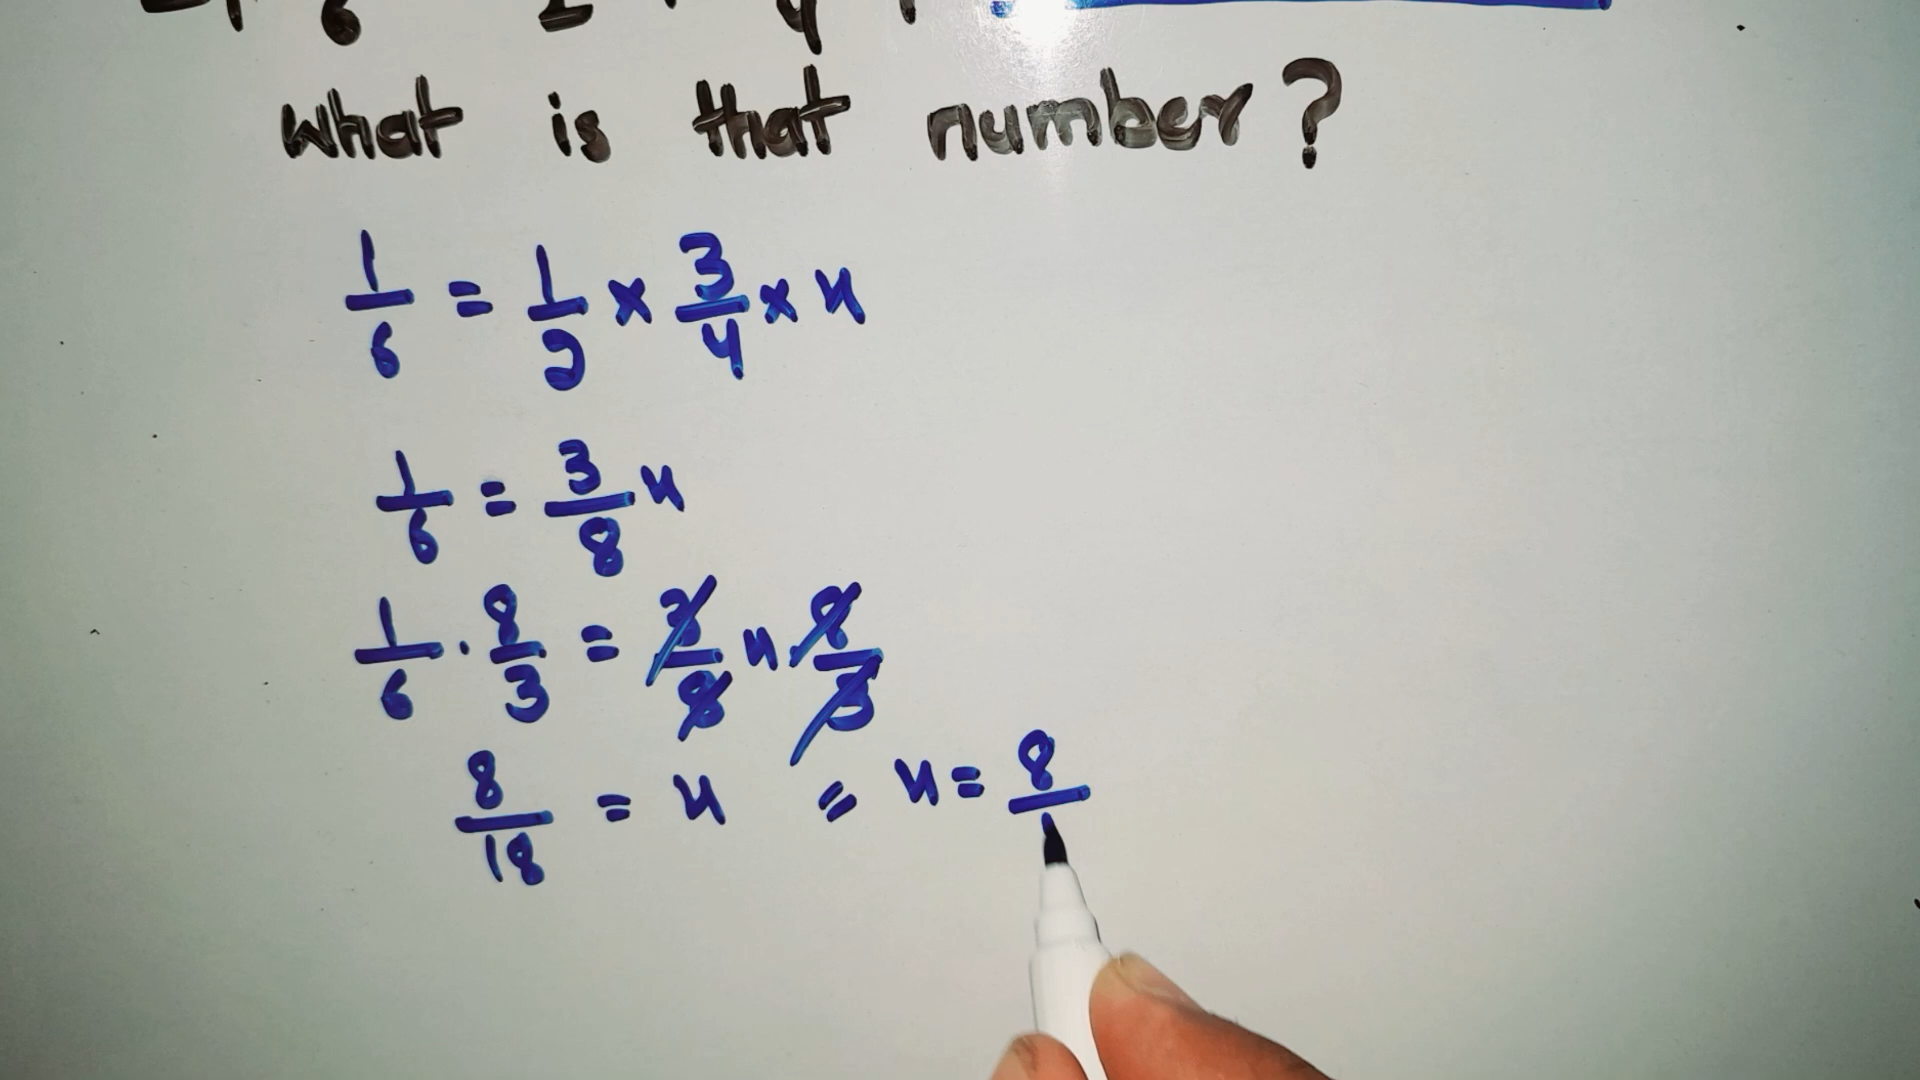 What is that number?
1/6 = 1/2 × 3/4 × x
1/6 = 3/8 x
1/6 · 8/3 = 3/8 x · 8/3
8/18 = x = x = 8/